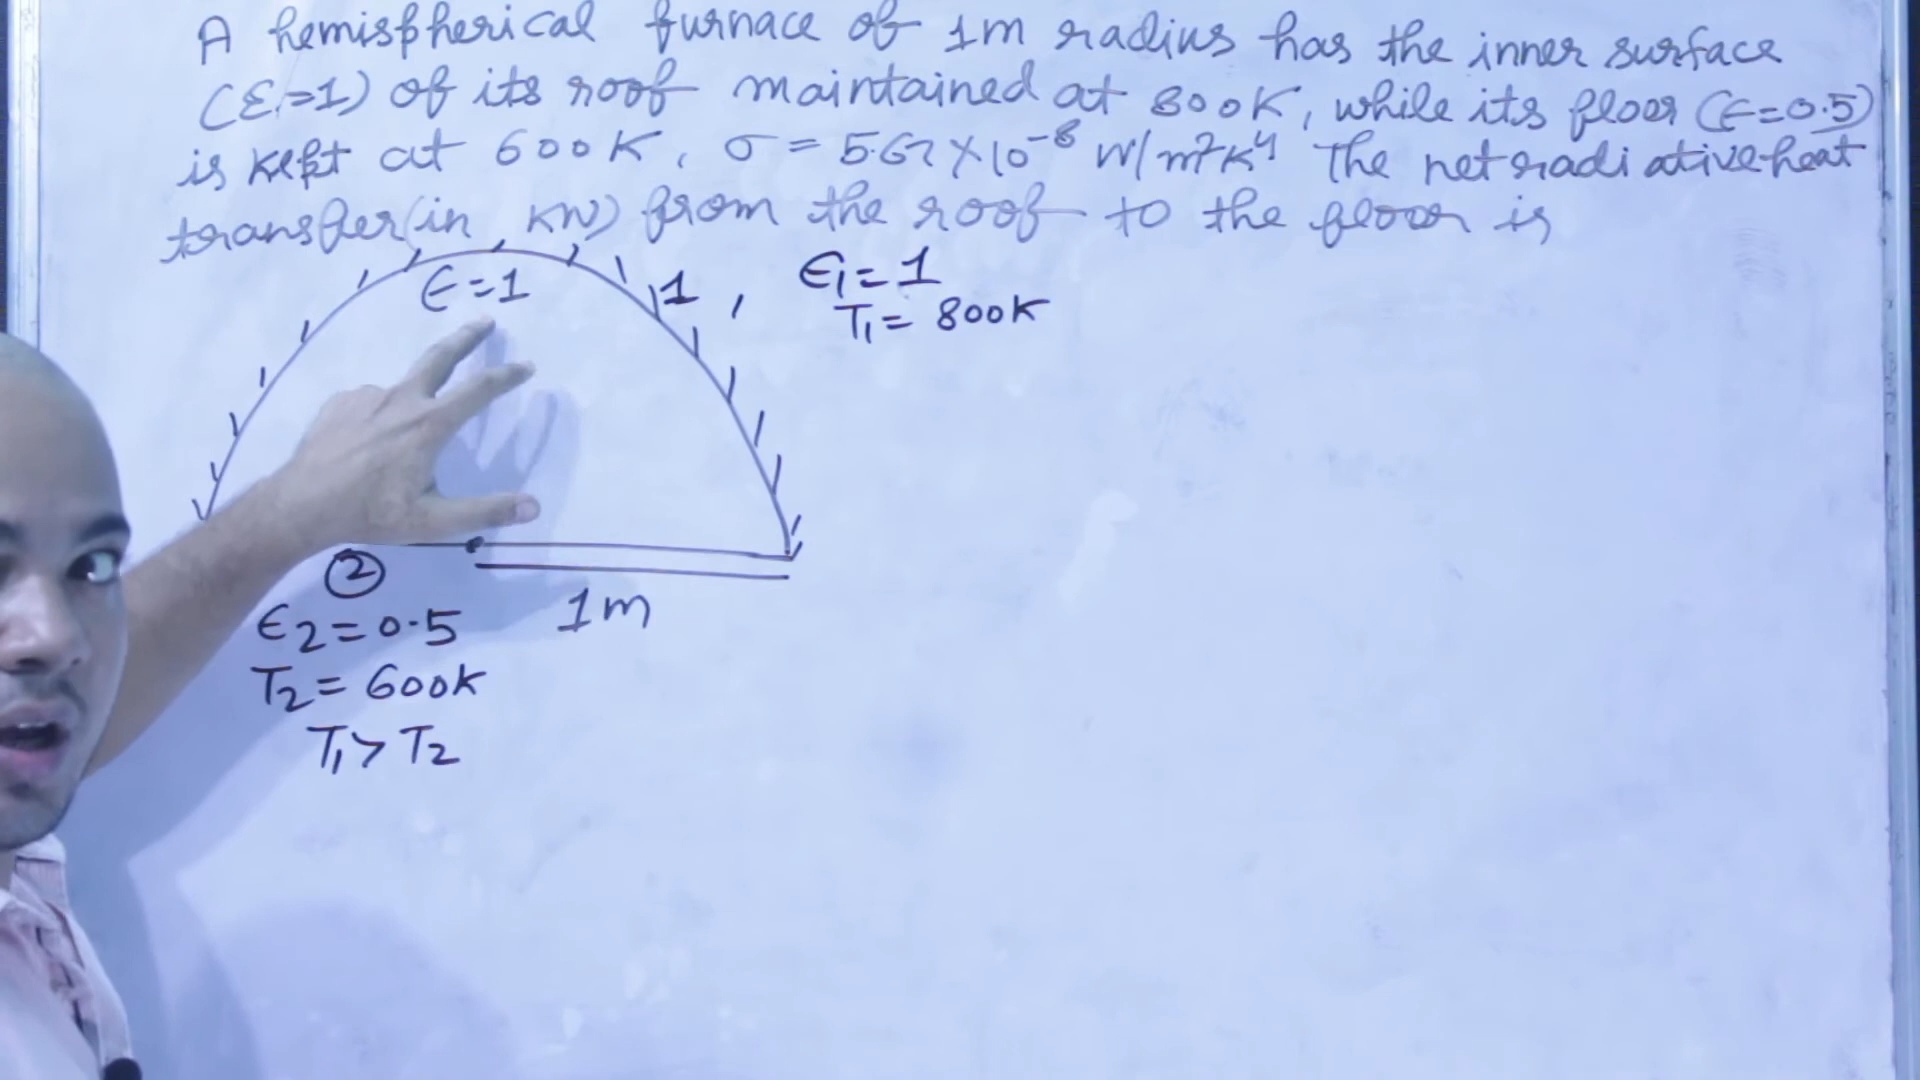 A hemispherical furnace of 1m radius has the inner surface
(Ɛ=1) of its roof maintained at 800K, while its floor (Ɛ=0.5)
is kept at 600K, σ = 5.67×10⁻⁸ W/m²K⁴ The net radiative heat
transfer (in KW) from the roof to the floor is
ϵ=1
1, ϵ₁=1
T₁= 800K
2
ϵ₂=0.5
T₂= 600K
T₁> T₂
1m